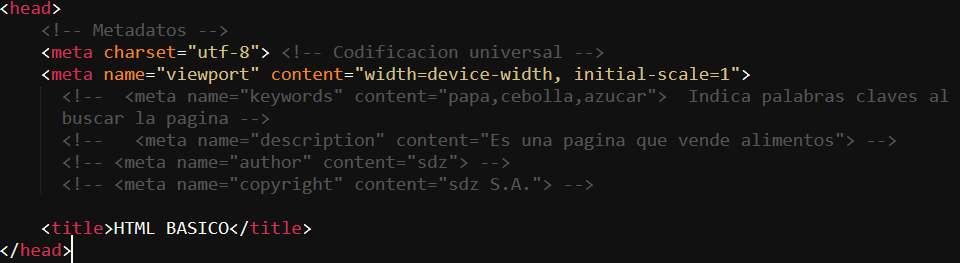 <head>
<!-- Metadatos -->
<meta charset="utf-8"> <!-- Codificacion universal -->
<meta name="viewport" content="width=device-width, initial-scale=1">
<!--  <meta name="keywords" content="papa,cebolla,azucar">  Indica palabras claves al
buscar la pagina -->
<!--   <meta name="description" content="Es una pagina que vende alimentos"> -->
<!-- <meta name="author" content="sdz"> -->
<!-- <meta name="copyright" content="sdz S.A."> -->
<title>HTML BASICO</title>
</head>